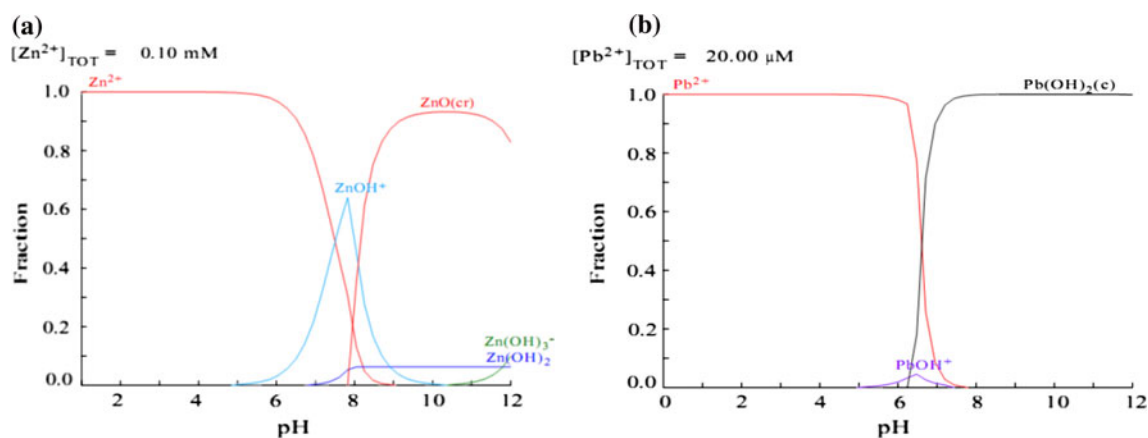 (a)
[Zn²⁺]TOT = 0.10 mM
Zn²⁺
ZnO(cr)
ZnOH⁺
Zn(OH)₃⁻
Zn(OH)₂
1.0
0.8
0.6
0.4
0.2
0.0
Fraction
2 4 6 8 10 12
pH
(b)
[Pb²⁺]TOT = 20.00 µM
Pb²⁺
Pb(OH)₂(c)
PbOH⁺
1.0
0.8
0.6
0.4
0.2
0.0
Fraction
0 2 4 6 8 10 12
pH